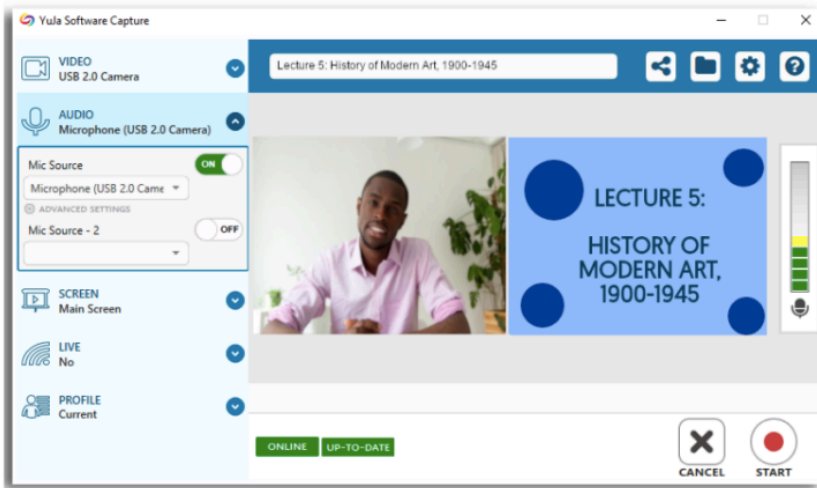 YuJa Software Capture
VIDEO
USB 2.0 Camera
AUDIO
Microphone (USB 2.0 Camera)
Mic Source
ON
Microphone (USB 2.0 Came
ADVANCED SETTINGS
Mic Source - 2
OFF
SCREEN
Main Screen
LIVE
No
PROFILE
Current
Lecture 5: History of Modern Art, 1900-1945
LECTURE 5:
HISTORY OF
MODERN ART,
1900-1945
ONLINE
UP-TO-DATE
CANCEL
START